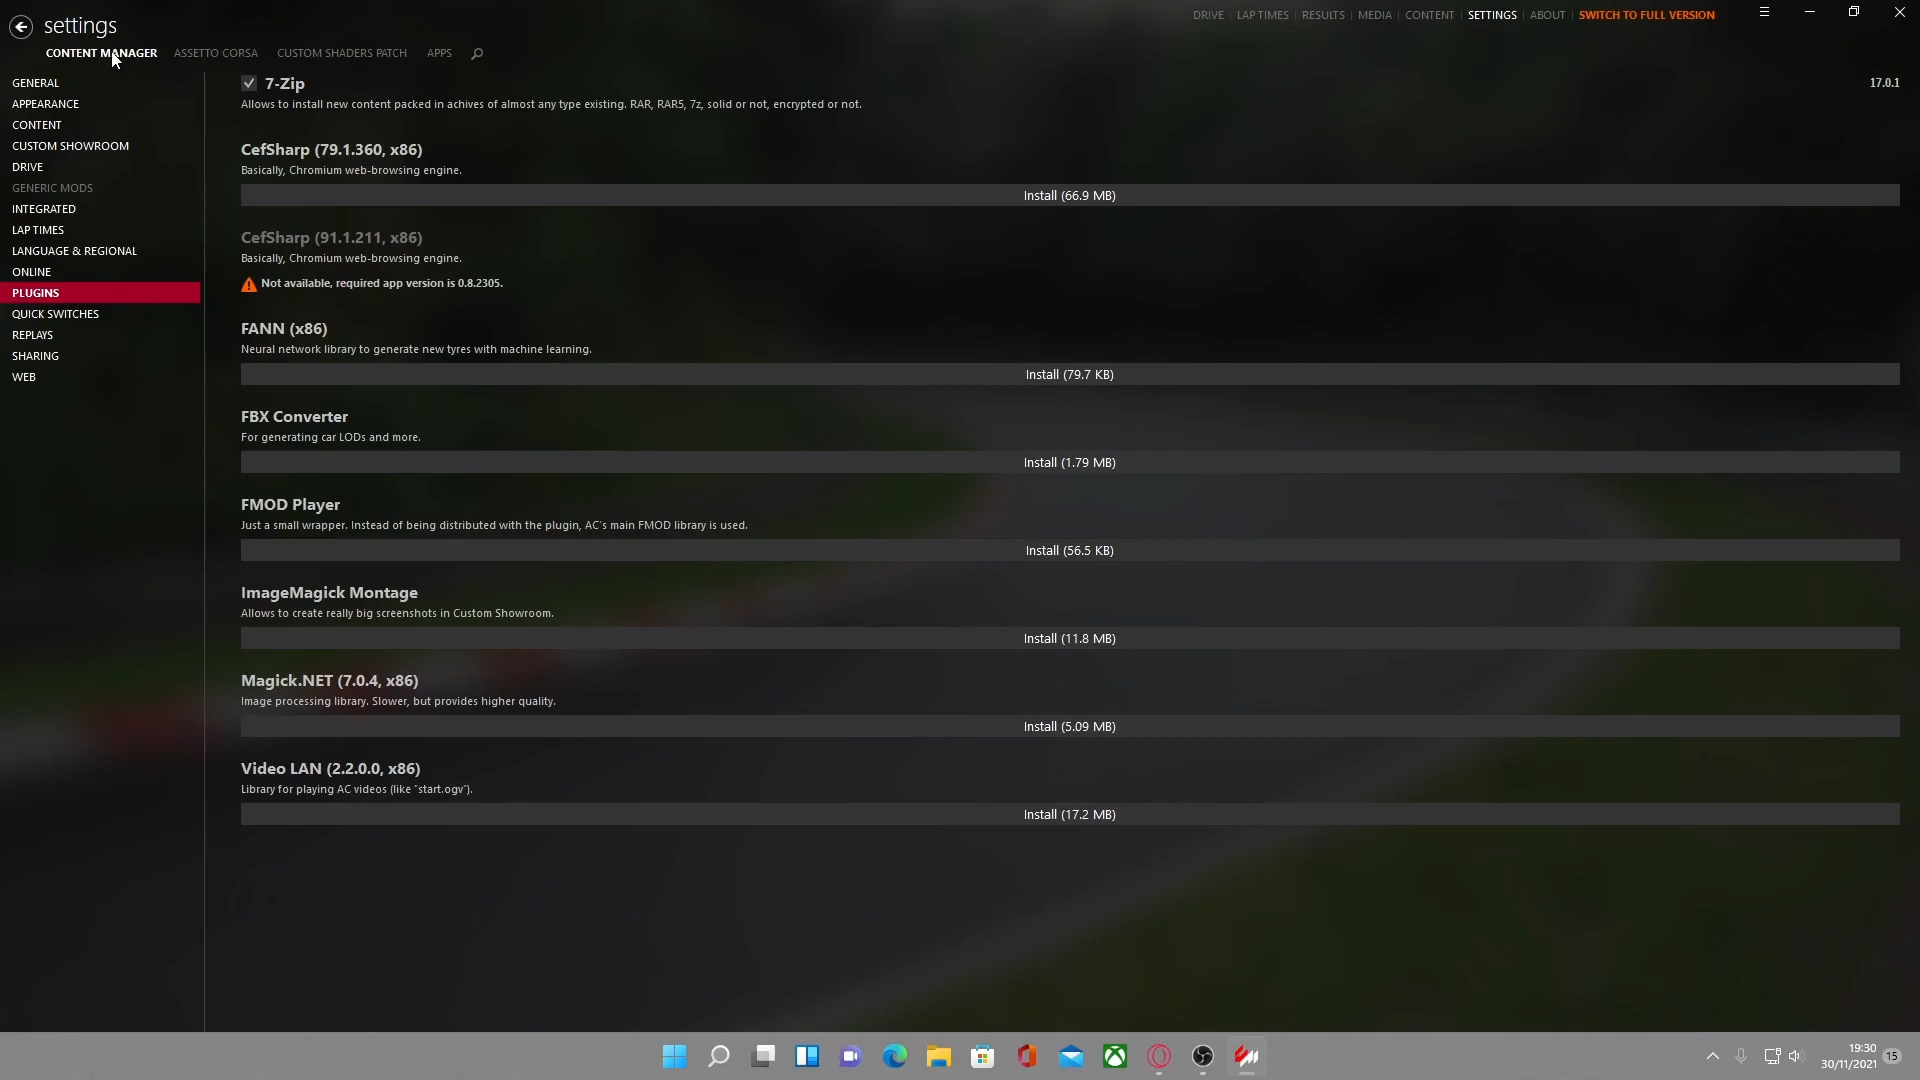 settings
DRIVE | LAP TIMES | RESULTS | MEDIA | CONTENT | SETTINGS | ABOUT | SWITCH TO FULL VERSION
CONTENT MANAGER ASSETTO CORSA CUSTOM SHADERS PATCH APPS
GENERAL
APPEARANCE
CONTENT
CUSTOM SHOWROOM
DRIVE
GENERIC MODS
INTEGRATED
LAP TIMES
LANGUAGE & REGIONAL
ONLINE
PLUGINS
QUICK SWITCHES
REPLAYS
SHARING
WEB
7-Zip
17.0.1
Allows to install new content packed in achives of almost any type existing. RAR, RAR5, 7z, solid or not, encrypted or not.
CefSharp (79.1.360, x86)
Basically, Chromium web-browsing engine.
Install (66.9 MB)
CefSharp (91.1.211, x86)
Basically, Chromium web-browsing engine.
Not available, required app version is 0.8.2305.
FANN (x86)
Neural network library to generate new tyres with machine learning.
Install (79.7 KB)
FBX Converter
For generating car LODs and more.
Install (1.79 MB)
FMOD Player
Just a small wrapper. Instead of being distributed with the plugin, AC's main FMOD library is used.
Install (56.5 KB)
ImageMagick Montage
Allows to create really big screenshots in Custom Showroom.
Install (11.8 MB)
Magick.NET (7.0.4, x86)
Image processing library. Slower, but provides higher quality.
Install (5.09 MB)
Video LAN (2.2.0.0, x86)
Library for playing AC videos (like "start.ogv").
Install (17.2 MB)
19:30
30/11/2021
15